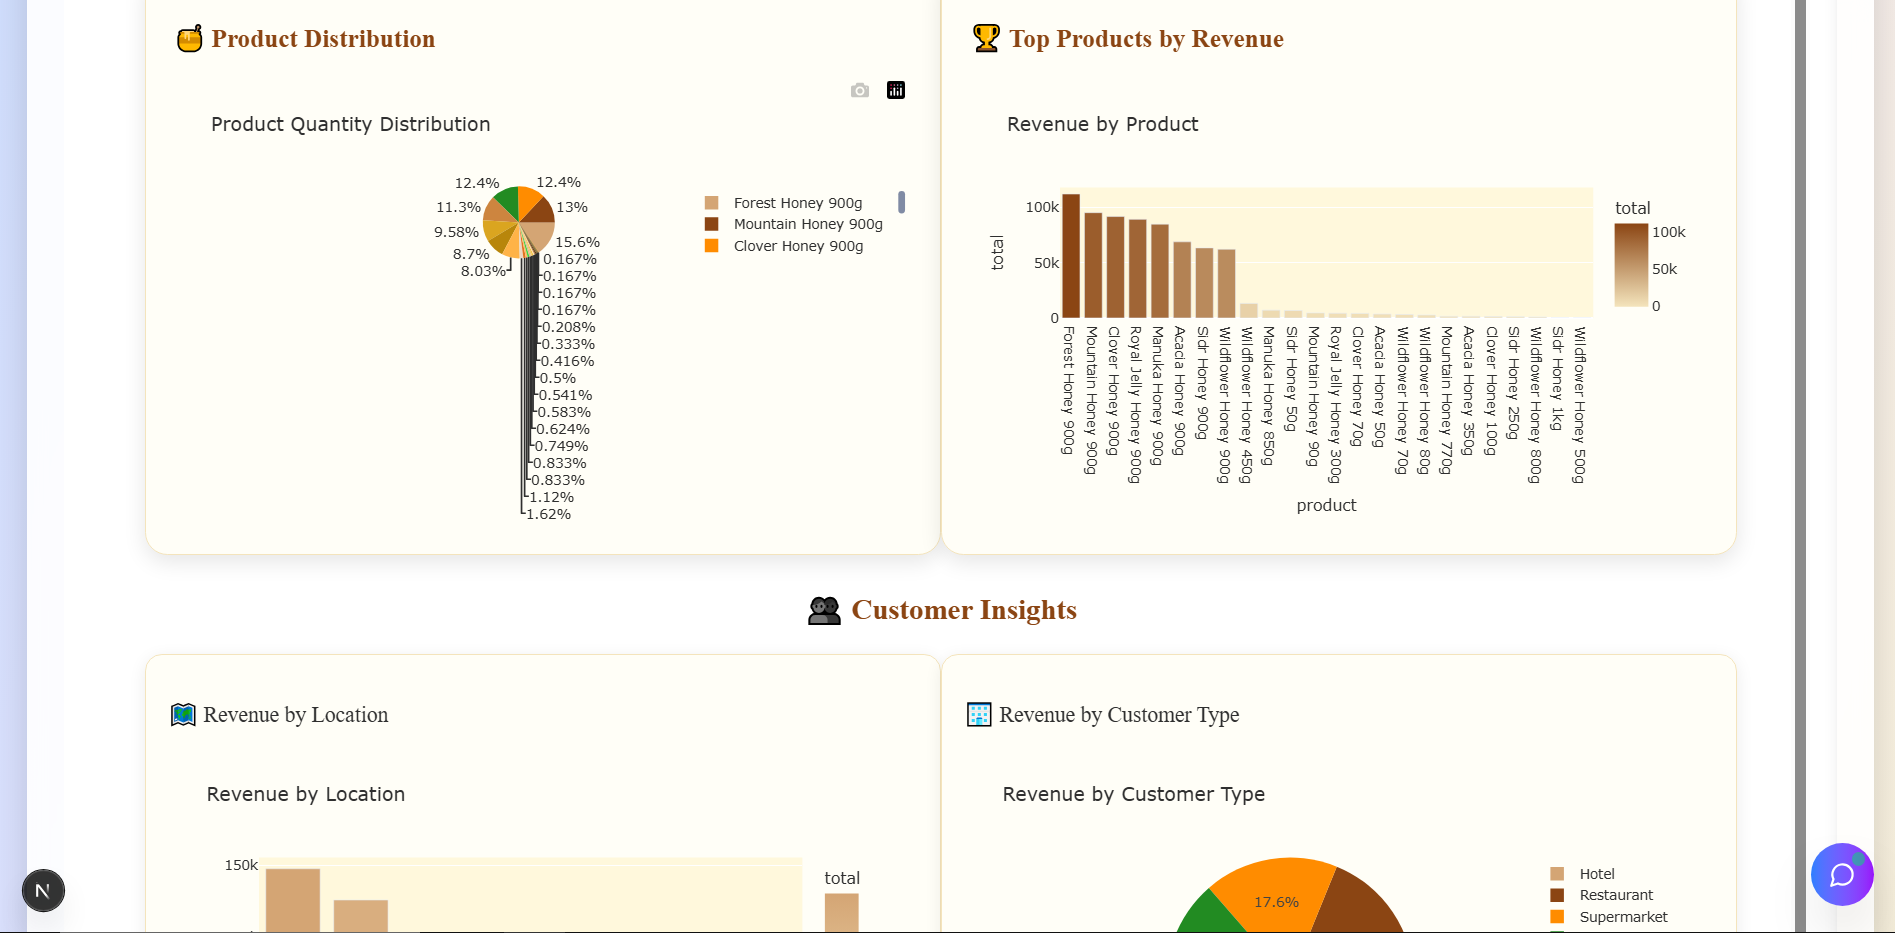 Product Distribution
Product Quantity Distribution
12.4%
12.4%
11.3%
13%
9.58%
8.7%
15.6%
8.03%
0.167%
0.167%
0.167%
0.167%
0.208%
0.333%
0.416%
0.5%
0.541%
0.583%
0.624%
0.749%
0.833%
0.833%
1.12%
1.62%
Forest Honey 900g
Mountain Honey 900g
Clover Honey 900g
Top Products by Revenue
Revenue by Product
100k
50k
0
total
Forest Honey 900g
Mountain Honey 900g
Clover Honey 900g
Royal Jelly Honey 900g
Manuka Honey 900g
Acacia Honey 900g
Sidr Honey 900g
Wildflower Honey 900g
Wildflower Honey 450g
Manuka Honey 850g
Sidr Honey 50g
Mountain Honey 90g
Royal Jelly Honey 300g
Clover Honey 70g
Acacia Honey 50g
Wildflower Honey 70g
Wildflower Honey 80g
Mountain Honey 770g
Acacia Honey 350g
Clover Honey 100g
Sidr Honey 250g
Wildflower Honey 800g
Sidr Honey 1kg
Wildflower Honey 500g
product
total
100k
50k
0
Customer Insights
Revenue by Location
Revenue by Location
150k
total
Revenue by Customer Type
Revenue by Customer Type
17.6%
Hotel
Restaurant
Supermarket
N